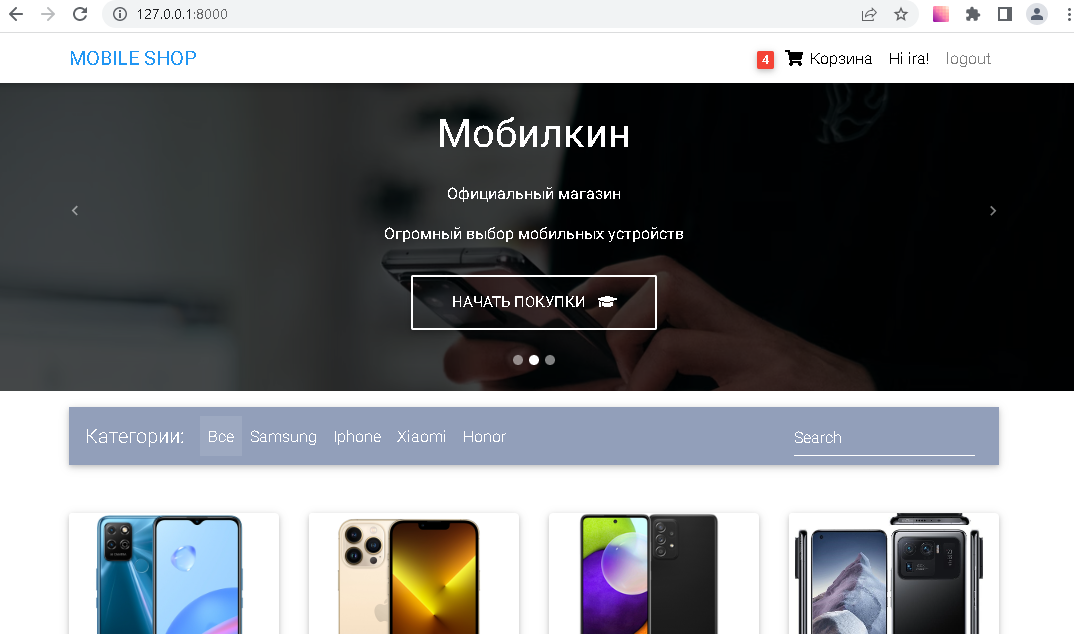 127.0.0.1:8000
MOBILE SHOP
4 Корзина Hi ira! logout
Мобилкин
Официальный магазин
Огромный выбор мобильных устройств
НАЧАТЬ ПОКУПКИ
Категории: Все Samsung Iphone Xiaomi Honor
Search